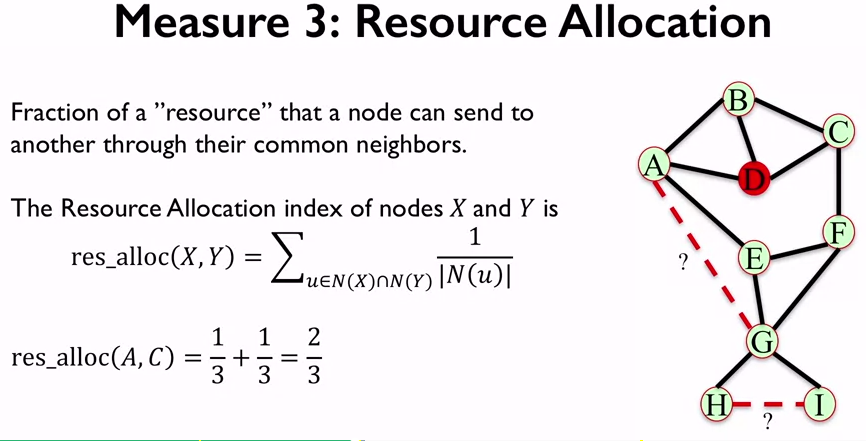 Measure 3: Resource Allocation
Fraction of a ”resource” that a node can send to
another through their common neighbors.
The Resource Allocation index of nodes X and Y is
res_alloc(X, Y) = ∑u∈N(X)∩N(Y) 1/|N(u)|
res_alloc(A, C) = 1/3 + 1/3 = 2/3
B
C
A
D
F
E
?
G
H
I
?